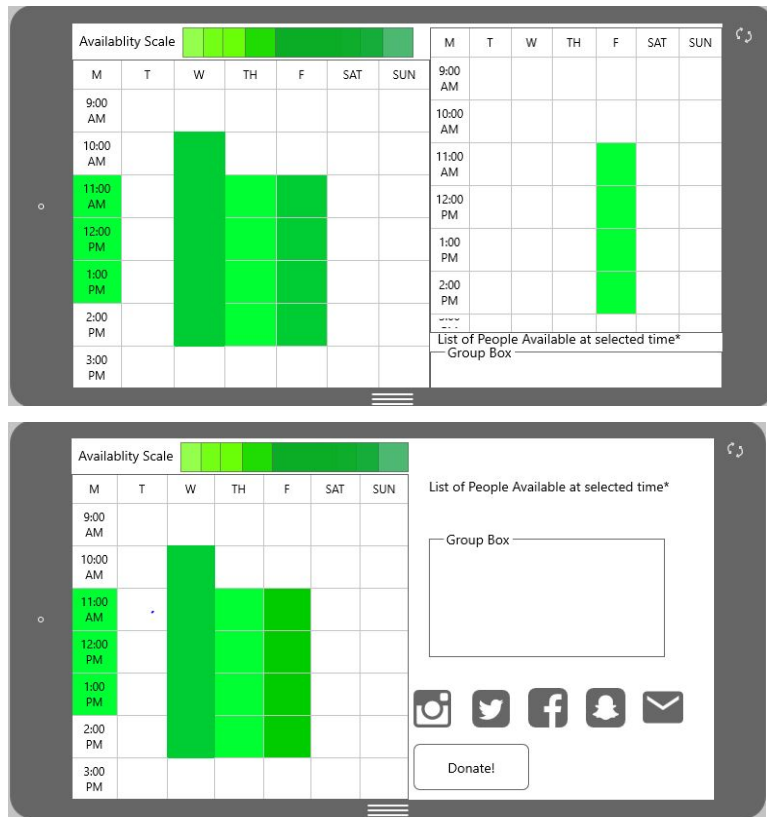 Availablity Scale
M T W TH F SAT SUN
9:00
AM
10:00
AM
11:00
AM
12:00
PM
1:00
PM
2:00
PM
3:00
PM
M T W TH F SAT SUN
9:00
AM
10:00
AM
11:00
AM
12:00
PM
1:00
PM
2:00
PM
List of People Available at selected time*
Group Box
Availablity Scale
M T W TH F SAT SUN
9:00
AM
10:00
AM
11:00
AM
12:00
PM
1:00
PM
2:00
PM
3:00
PM
List of People Available at selected time*
Group Box
Donate!